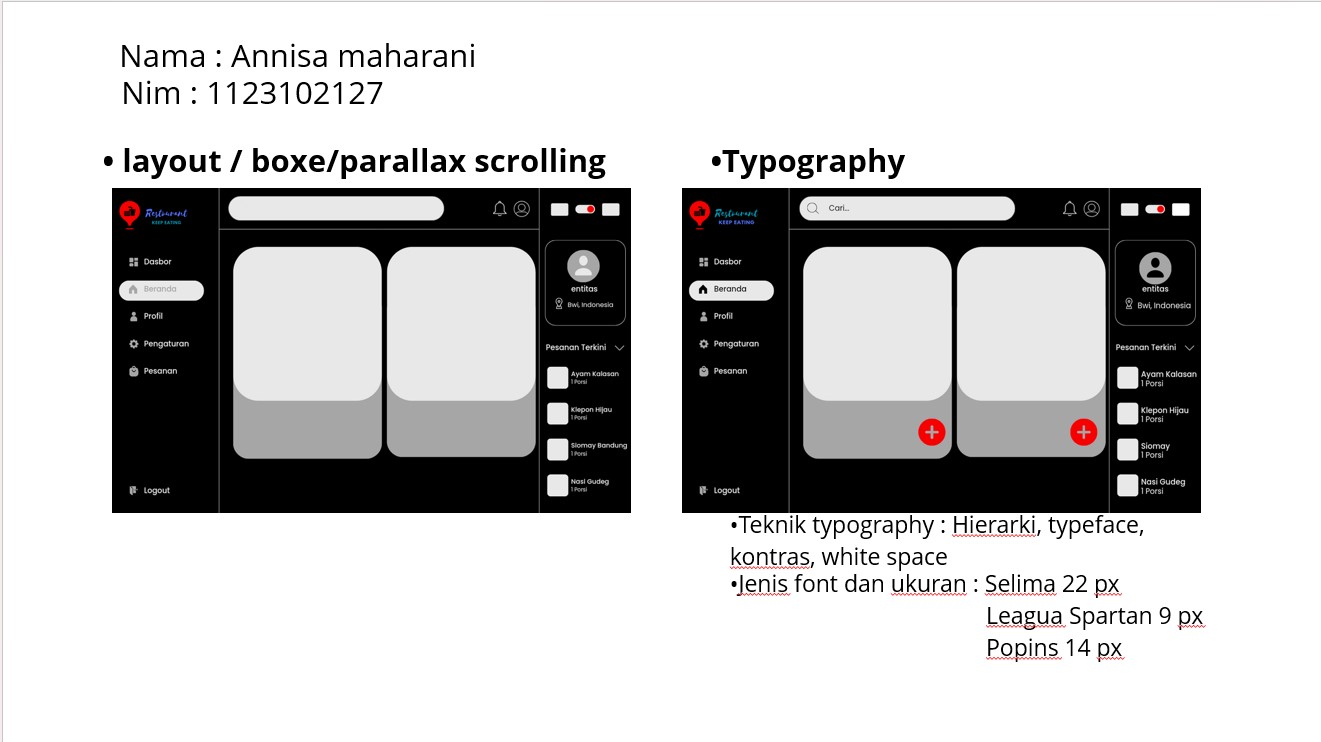 Nama : Annisa maharani
Nim : 1123102127
• layout / boxe/parallax scrolling
Restaurant
KEEP EATING
Dasbor
Beranda
Profil
Pengaturan
Pesanan
Logout
entitas
Bwi, Indonesia
Pesanan Terkini
Ayam Kalasan
1 Porsi
Klepon Hijau
1 Porsi
Siomay Bandung
1 Porsi
Nasi Gudeg
1 Porsi
•Typography
Restaurant
KEEP EATING
Cari...
Dasbor
Beranda
Profil
Pengaturan
Pesanan
Logout
entitas
Bwi, Indonesia
Pesanan Terkini
Ayam Kalasan
1 Porsi
Klepon Hijau
1 Porsi
Siomay
1 Porsi
Nasi Gudeg
1 Porsi
•Teknik typography : Hierarki, typeface,
kontras, white space
•Jenis font dan ukuran : Selima 22 px
Leagua Spartan 9 px
Popins 14 px